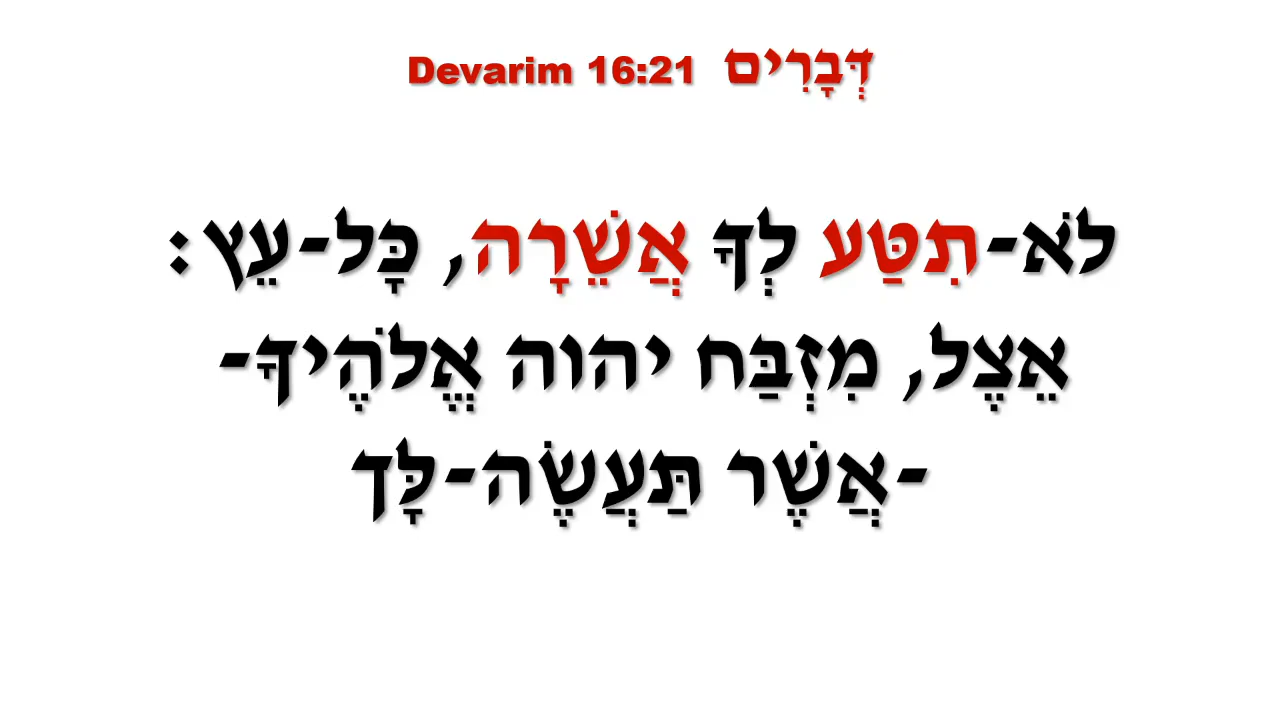 דְּבָרִים Devarim 16:21
לֹא-תִטַּע לְךָ אֲשֵׁרָה, כָּל-עֵץ:
אֵצֶל, מִזְבַּח יהוה אֱלֹהֶיךָ-
-אֲשֶׁר תַּעֲשֶׂה-לָּךְ